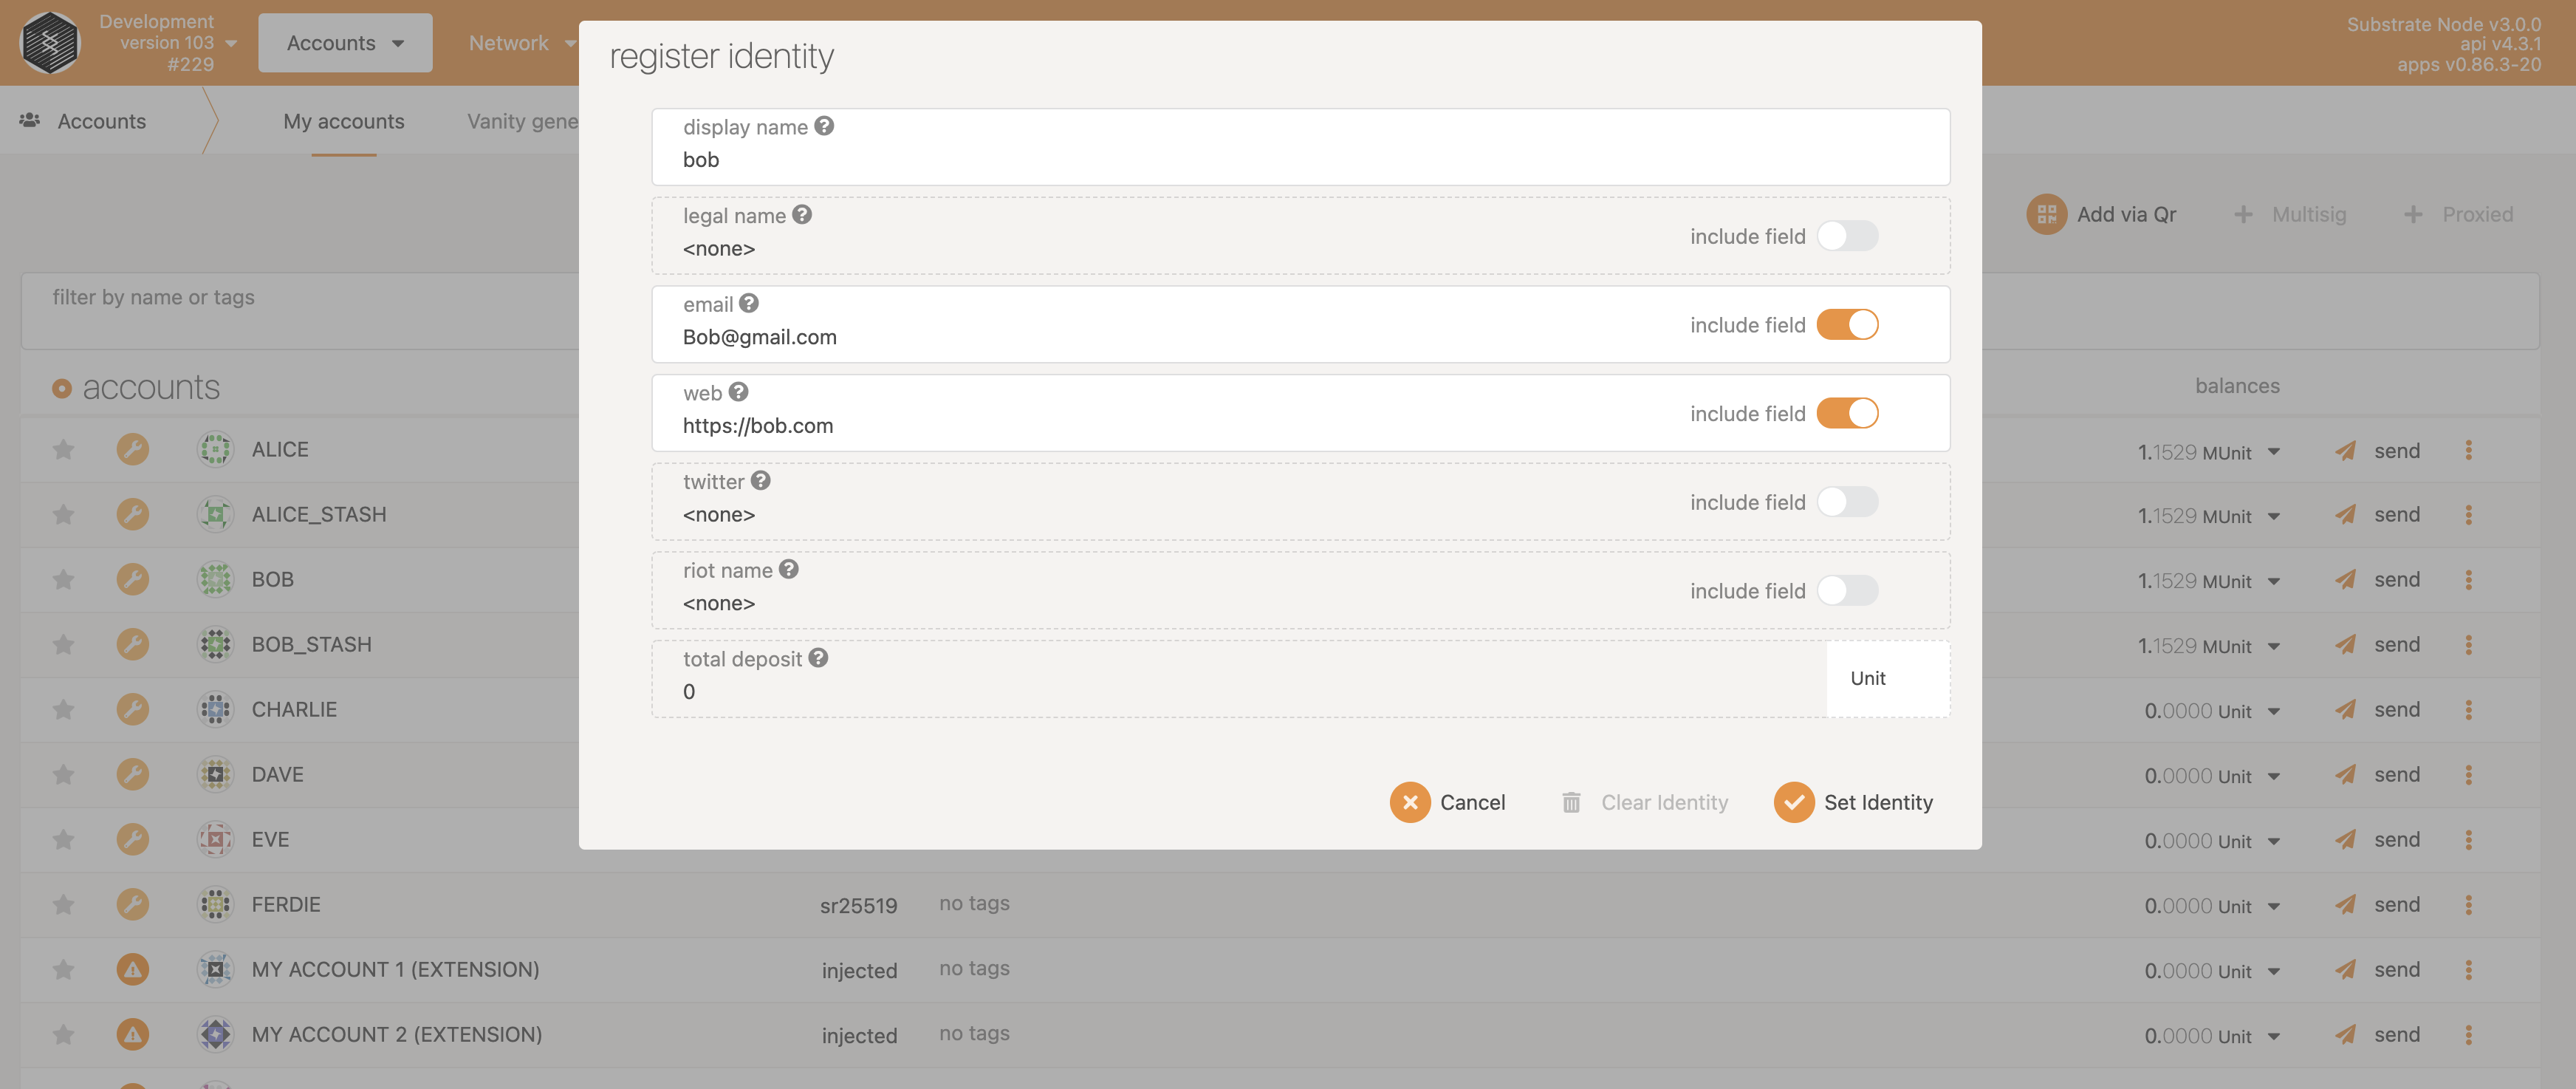 Development
version 103
#229
Accounts
Network
Substrate Node v3.0.0
api v4.3.1
apps v0.86.3-20
Accounts
My accounts
Vanity gene
Add via Qr
Multisig
Proxied
filter by name or tags
accounts
balances
ALICE
1.1529 MUnit
send
ALICE_STASH
1.1529 MUnit
send
BOB
1.1529 MUnit
send
BOB_STASH
1.1529 MUnit
send
CHARLIE
0.0000 Unit
send
DAVE
0.0000 Unit
send
EVE
0.0000 Unit
send
FERDIE
sr25519
no tags
0.0000 Unit
send
MY ACCOUNT 1 (EXTENSION)
injected
no tags
0.0000 Unit
send
MY ACCOUNT 2 (EXTENSION)
injected
no tags
0.0000 Unit
send
register identity
display name
bob
legal name
<none>
include field
email
Bob@gmail.com
include field
web
https://bob.com
include field
twitter
<none>
include field
riot name
<none>
include field
total deposit
0
Unit
Cancel
Clear Identity
Set Identity